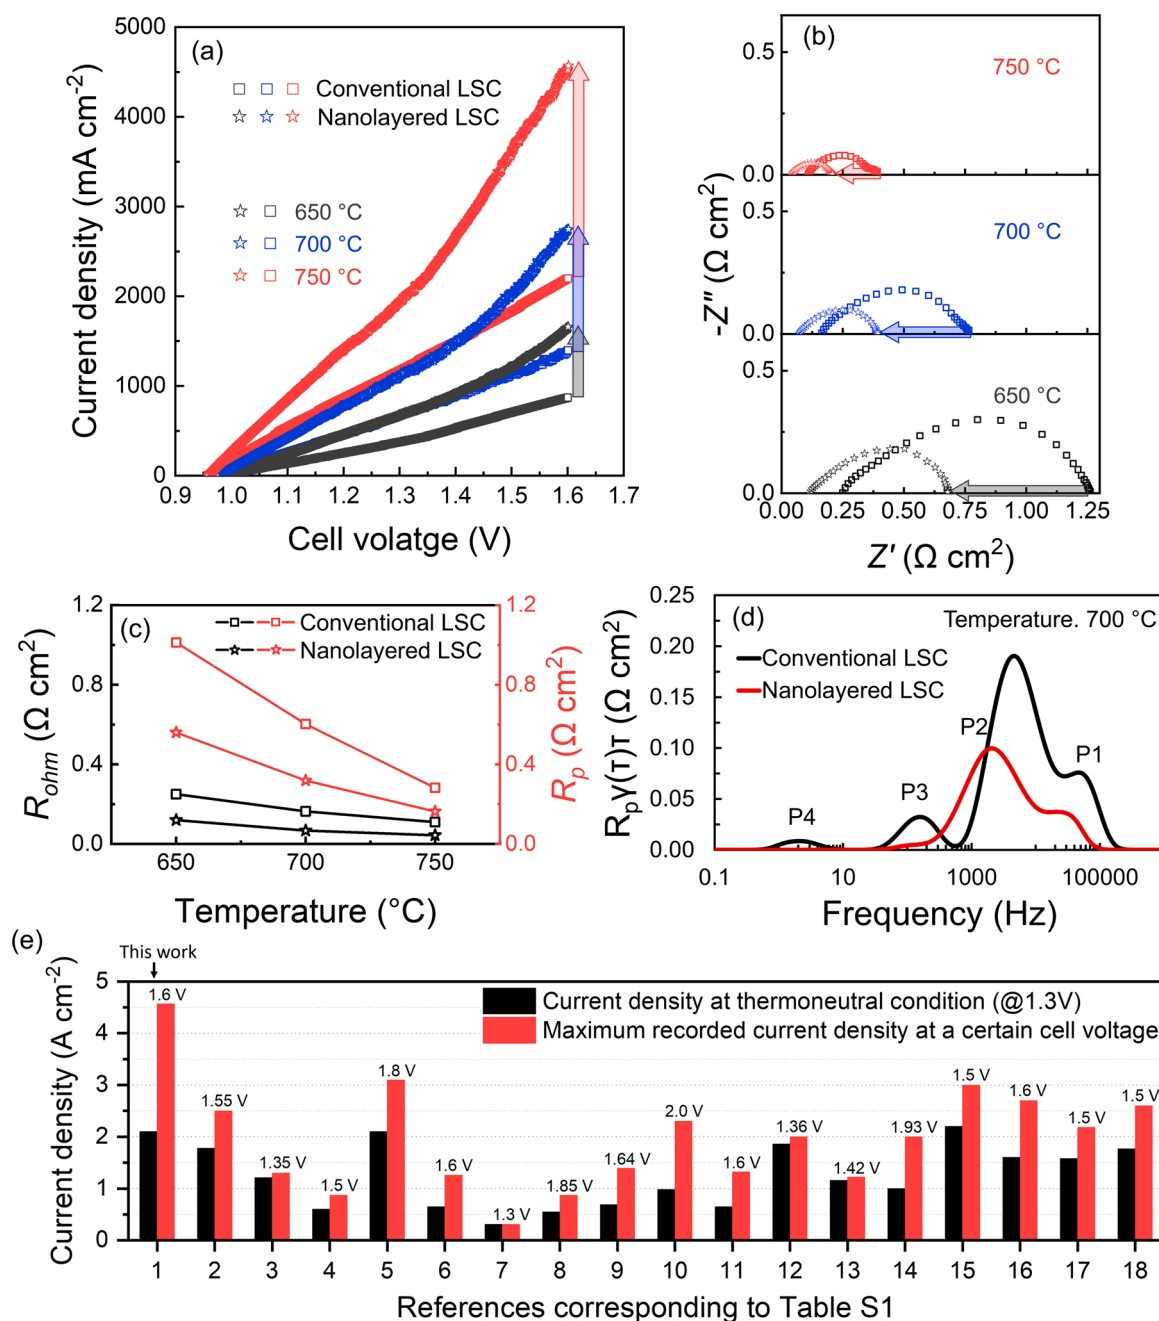 (a)
Conventional LSC
Nanolayered LSC
650 °C
700 °C
750 °C
5000
4000
3000
2000
1000
0
Current density (mA cm-2)
0.9 1.0 1.1 1.2 1.3 1.4 1.5 1.6 1.7
Cell volatge (V)
(b)
750 °C
700 °C
650 °C
0.5
0.0
0.5
0.0
0.5
0.0
-Z″ (Ω cm2)
0.00 0.25 0.50 0.75 1.00 1.25
Z′ (Ω cm2)
(c)
Conventional LSC
Nanolayered LSC
1.2
0.8
0.4
0.0
Rohm (Ω cm2)
1.2
0.8
0.4
0.0
Rp (Ω cm2)
650 700 750
Temperature (°C)
(d)
Temperature. 700 °C
Conventional LSC
Nanolayered LSC
P1
P2
P3
P4
0.25
0.20
0.15
0.10
0.05
0.00
Rpγ(τ)τ (Ω cm2)
0.1 10 1000 100000
Frequency (Hz)
(e)
This work
Current density at thermoneutral condition (@1.3V)
Maximum recorded current density at a certain cell voltage
1.6 V 1.55 V 1.35 V 1.5 V 1.8 V 1.6 V 1.3 V 1.85 V 1.64 V 2.0 V 1.6 V 1.36 V 1.42 V 1.93 V 1.5 V 1.6 V 1.5 V 1.5 V
5
4
3
2
1
0
Current density (A cm-2)
1 2 3 4 5 6 7 8 9 10 11 12 13 14 15 16 17 18
References corresponding to Table S1